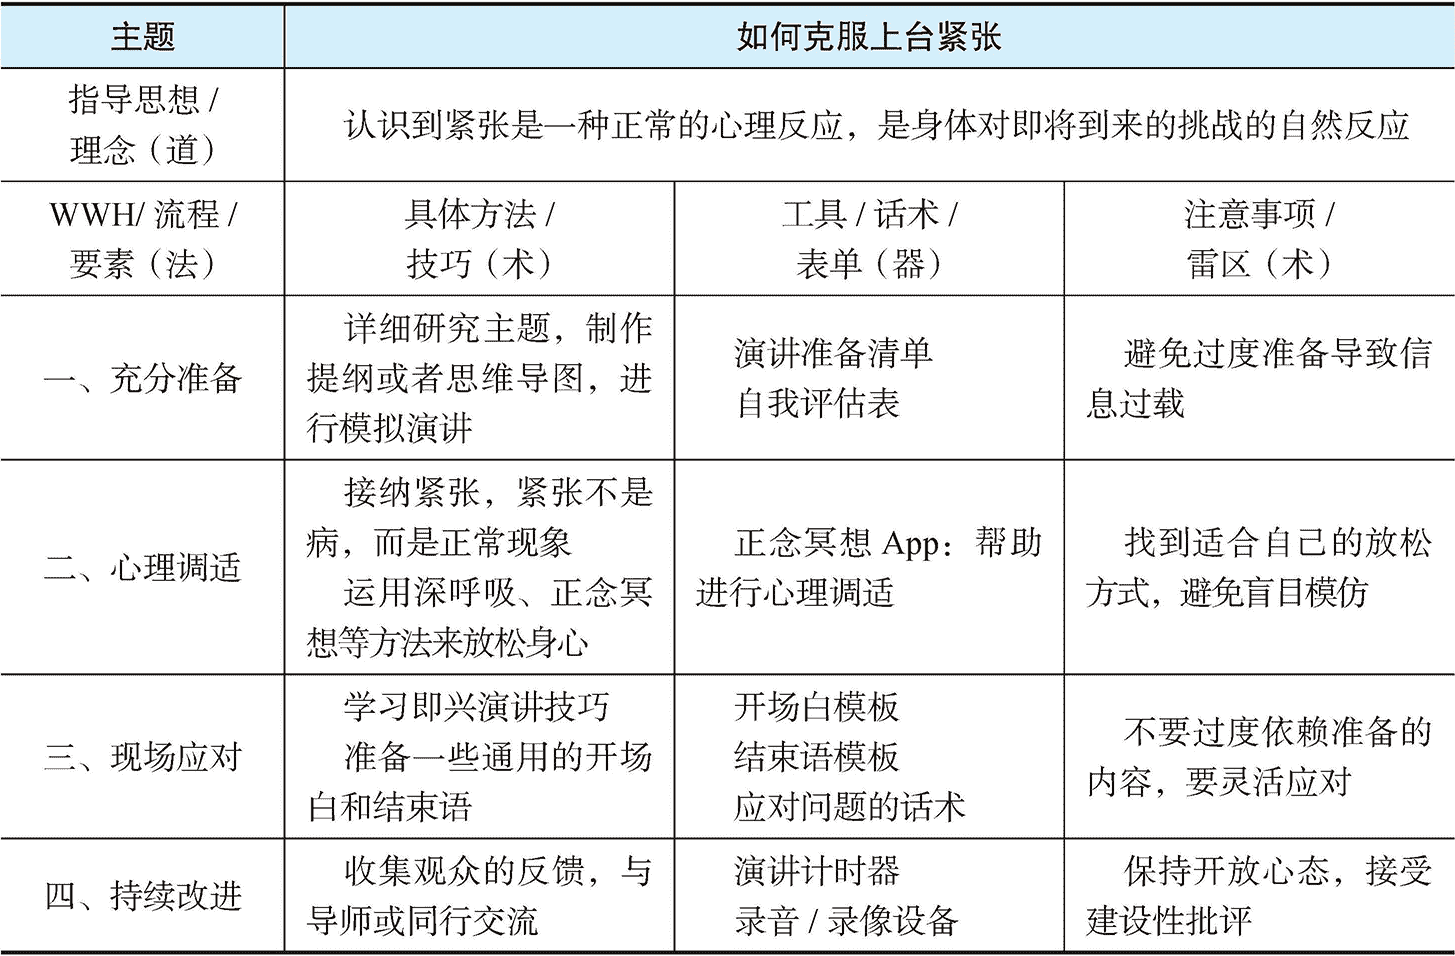 主题
如何克服上台紧张
指导思想 /
理念（道）
认识到紧张是一种正常的心理反应，是身体对即将到来的挑战的自然反应
WWH/ 流程 /
要素（法）
具体方法 /
技巧（术）
工具 / 话术 /
表单（器）
注意事项 /
雷区（术）
一、充分准备
详细研究主题，制作
提纲或者思维导图，进
行模拟演讲
演讲准备清单
自我评估表
避免过度准备导致信
息过载
二、心理调适
接纳紧张，紧张不是
病，而是正常现象
运用深呼吸、正念冥
想等方法来放松身心
正念冥想 App：帮助
进行心理调适
找到适合自己的放松
方式，避免盲目模仿
三、现场应对
学习即兴演讲技巧
准备一些通用的开场
白和结束语
开场白模板
结束语模板
应对问题的话术
不要过度依赖准备的
内容，要灵活应对
四、持续改进
收集观众的反馈，与
导师或同行交流
演讲计时器
录音 / 录像设备
保持开放心态，接受
建设性批评